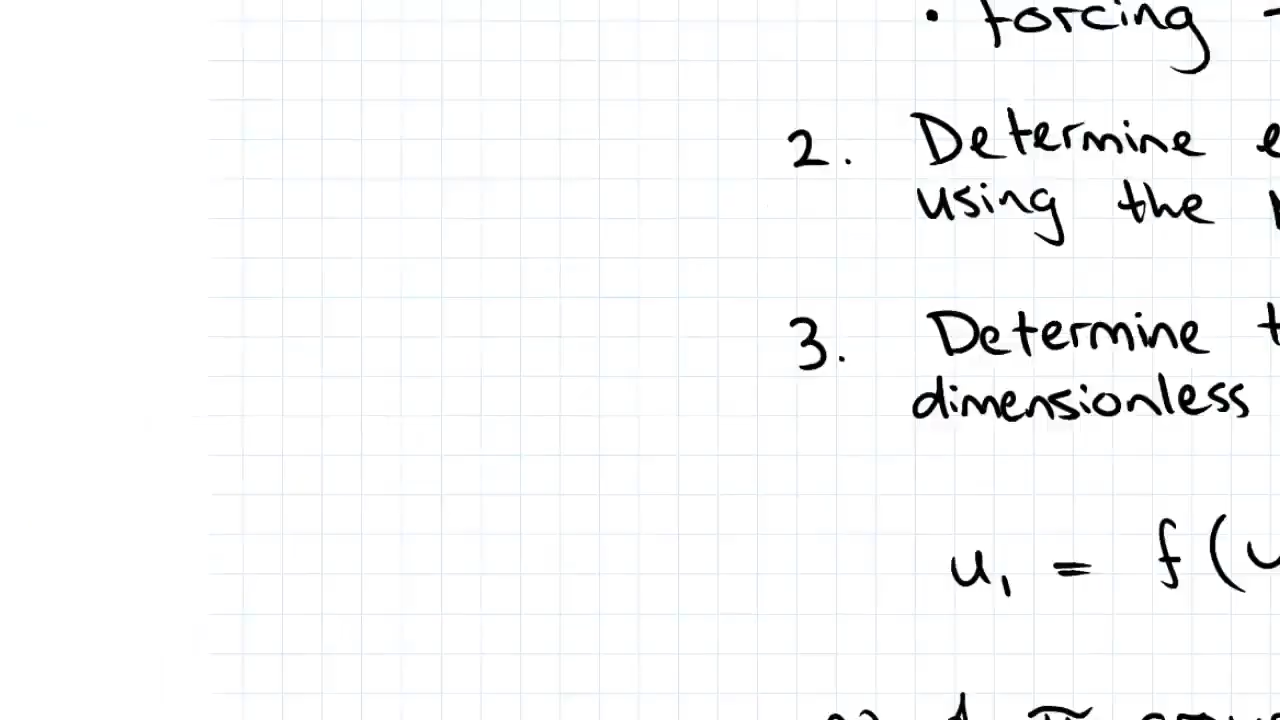 • forcing
2. Determine
using the
3. Determine
dimensionless
u₁ = f(u